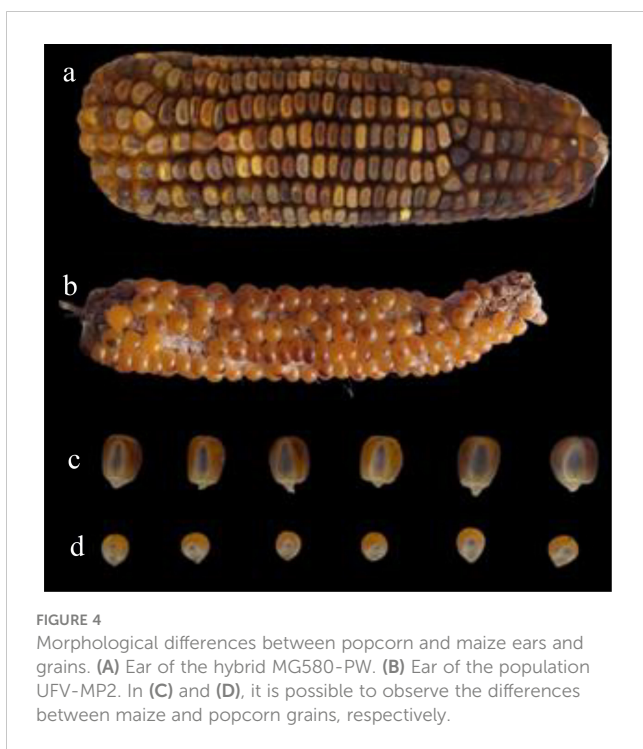 a
b
c
d
FIGURE 4
Morphological differences between popcorn and maize ears and
grains. (A) Ear of the hybrid MG580-PW. (B) Ear of the population
UFV-MP2. In (C) and (D), it is possible to observe the differences
between maize and popcorn grains, respectively.